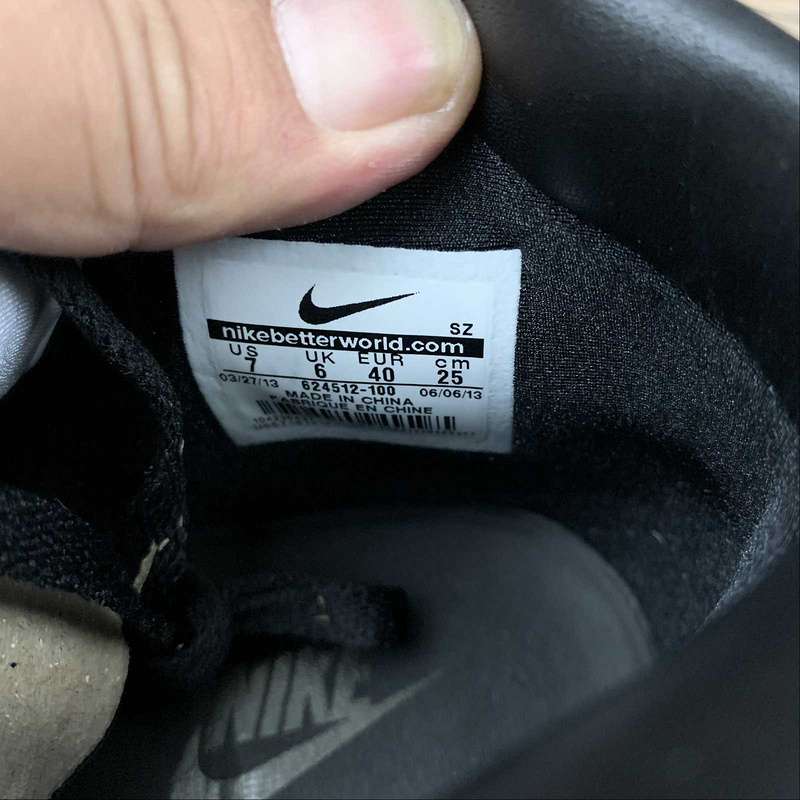 SZ
nikebetterworld.com
US UK EUR cm
7 6 40 25
03/27/13 624512-100 06/06/13
MADE IN CHINA
FABRIQUE EN CHINE
NIKE